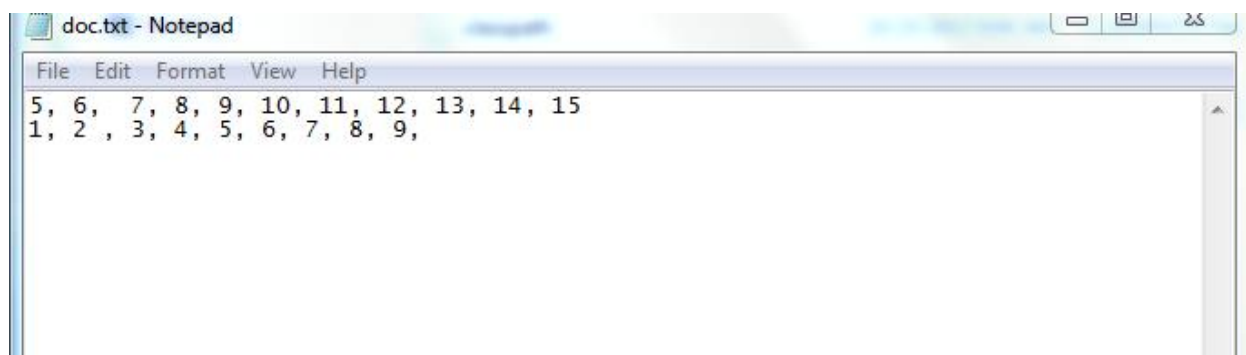 doc.txt - Notepad
File Edit Format View Help
5, 6,  7, 8, 9, 10, 11, 12, 13, 14, 15
1, 2 , 3, 4, 5, 6, 7, 8, 9,